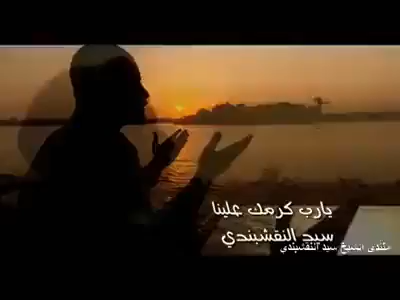 يارب كرمك علينا
سيد النقشبندي
منتدى الشيخ سيد النقشبندي